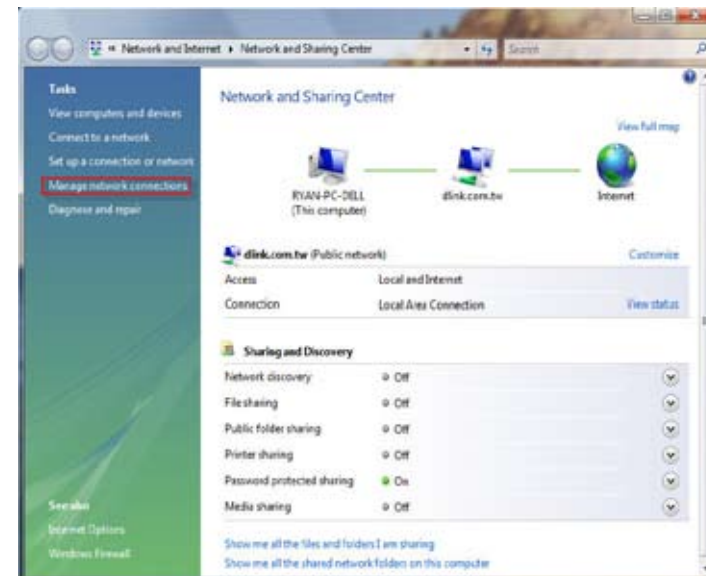 Network and Internet ▸ Network and Sharing Center
Search
Tasks
View computers and devices
Connect to a network
Set up a connection or network
Manage network connections
Diagnose and repair
See also
Internet Options
Windows Firewall
Network and Sharing Center
View full map
RYAN-PC-DELL
(This computer)
dlink.com.tw
Internet
dlink.com.tw (Public network)
Customize
Access Local and Internet
Connection Local Area Connection View status
Sharing and Discovery
Network discovery Off
File sharing Off
Public folder sharing Off
Printer sharing Off
Password protected sharing On
Media sharing Off
Show me all the files and folders I am sharing
Show me all the shared network folders on this computer